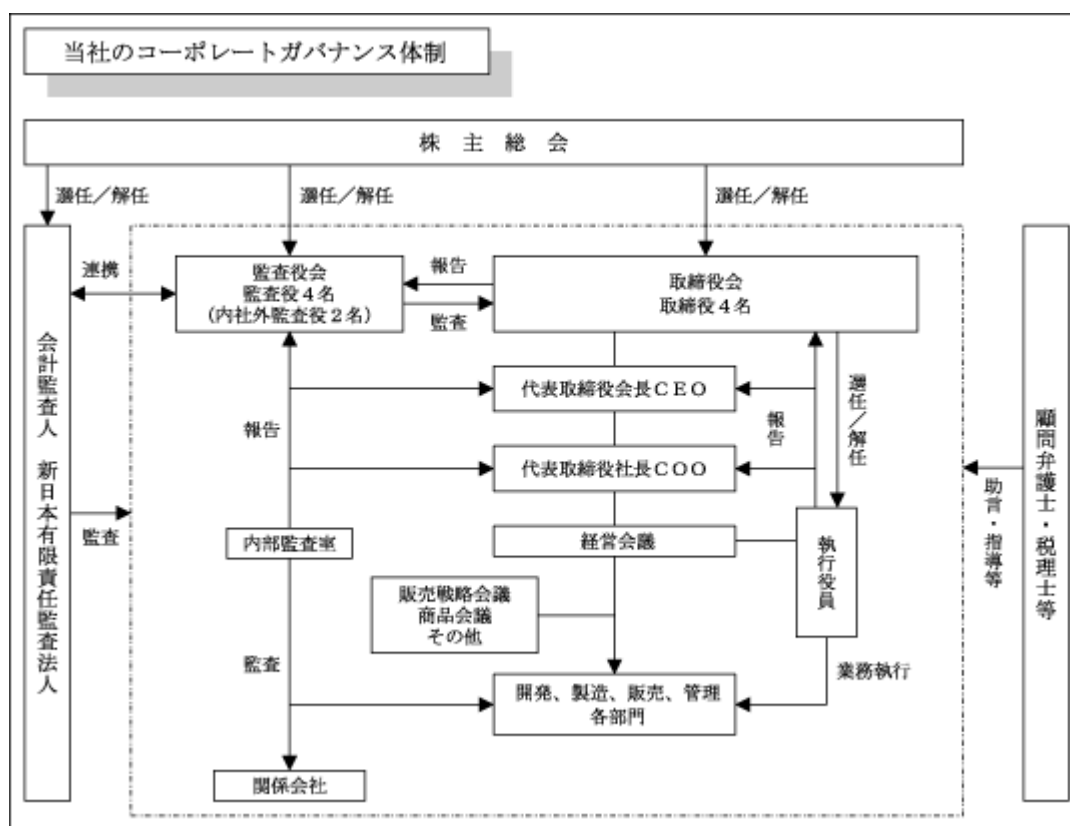 当社のコーポレートガバナンス体制
株主総会
選任／解任
選任／解任
選任／解任
連携
監査役会
監査役４名
（内社外監査役２名）
報告
監査
取締役会
取締役４名
代表取締役会長ＣＥＯ
選任／解任
報告
報告
代表取締役社長ＣＯＯ
会計監査人　新日本有限責任監査法人
監査
内部監査室
経営会議
執行役員
助言・指導等
顧問弁護士・税理士等
販売戦略会議
商品会議
その他
監査
業務執行
開発、製造、販売、管理
各部門
関係会社